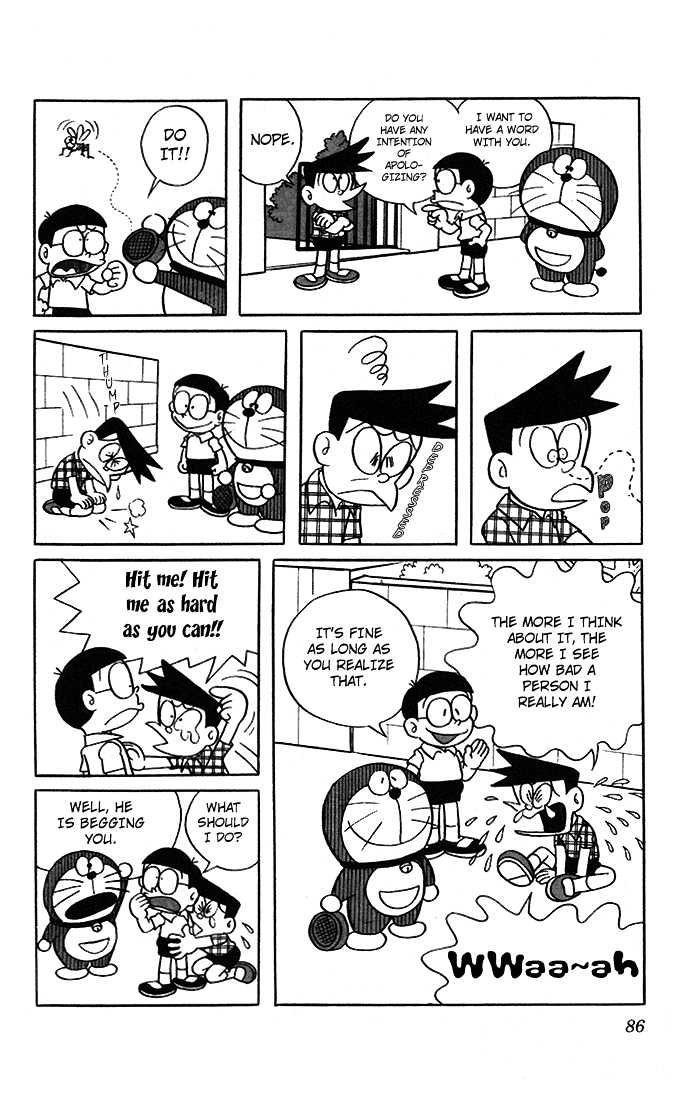 I WANT TO
HAVE A WORD
WITH YOU.
DO YOU
HAVE ANY
INTENTION
OF
APOLO-
GIZING?
NOPE.
DO
IT!!
Pop
THUMP
THE MORE I THINK
ABOUT IT, THE
MORE I SEE
HOW BAD A
PERSON I
REALLY AM!
IT'S FINE
AS LONG AS
YOU REALIZE
THAT.
WWaa~ah
Hit me! Hit
me as hard
as you can!!
WHAT
SHOULD
I DO?
WELL, HE
IS BEGGING
YOU.
86